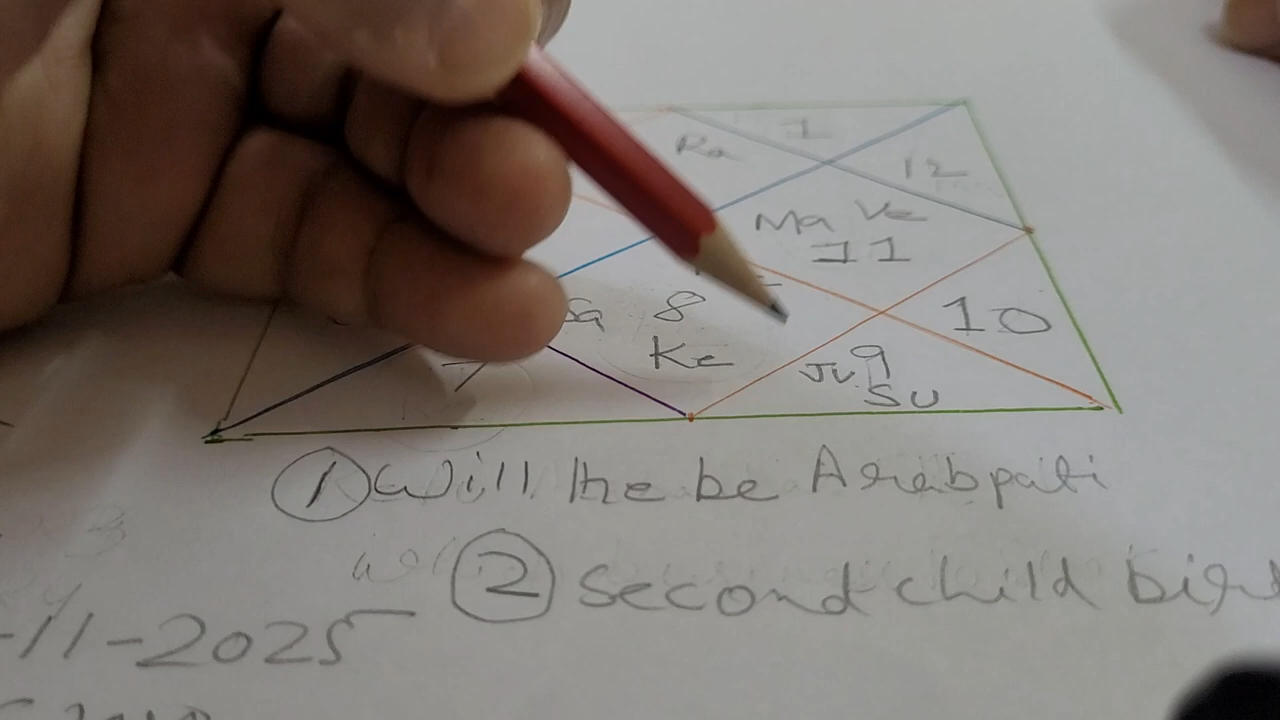 1
Ra
12
Ma Ve
11
Sa 8
10
Ke
Ju 9
7
Su
① Will he be Arabpati
② Second child
-11-2025